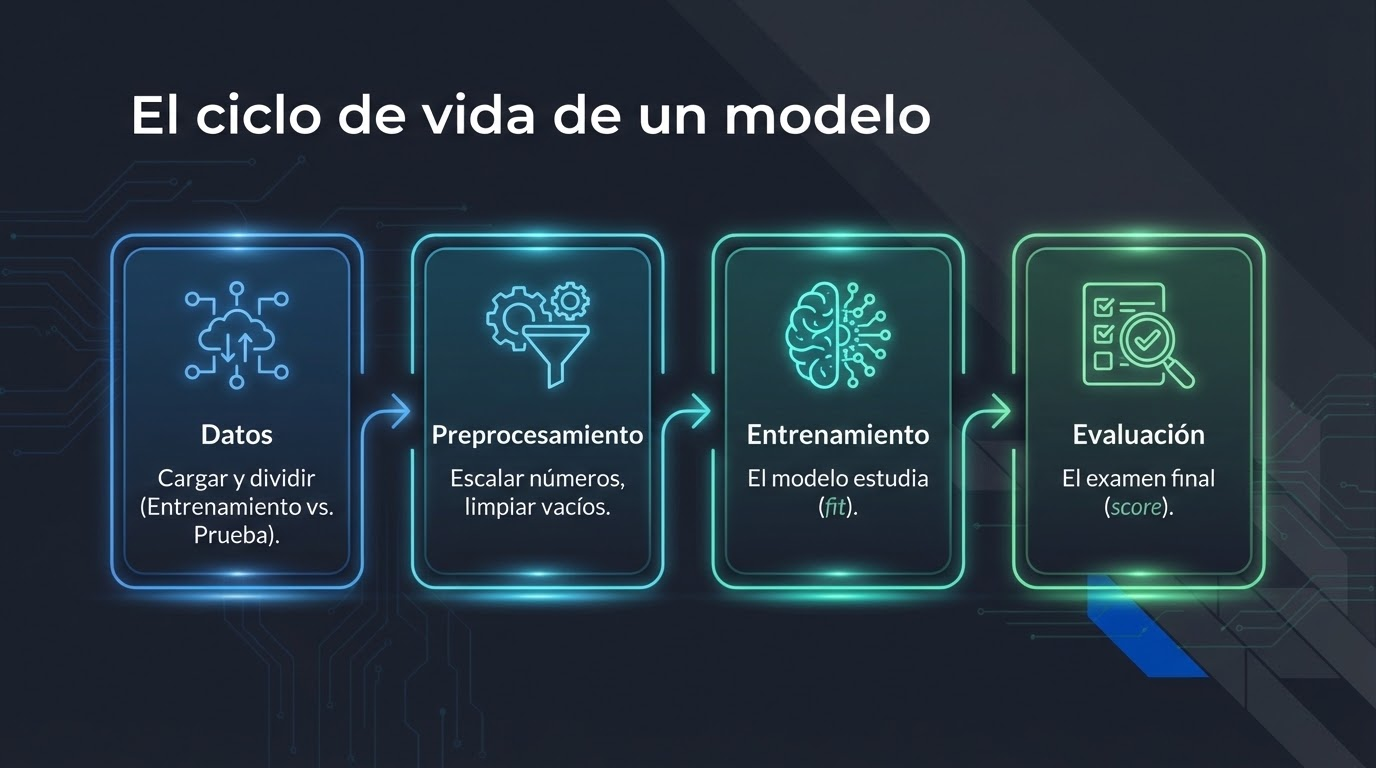 El ciclo de vida de un modelo
Datos
Cargar y dividir
(Entrenamiento vs.
Prueba).
Preprocesamiento
Escalar números,
limpiar vacíos.
Entrenamiento
El modelo estudia
(fit).
Evaluación
El examen final
(score).